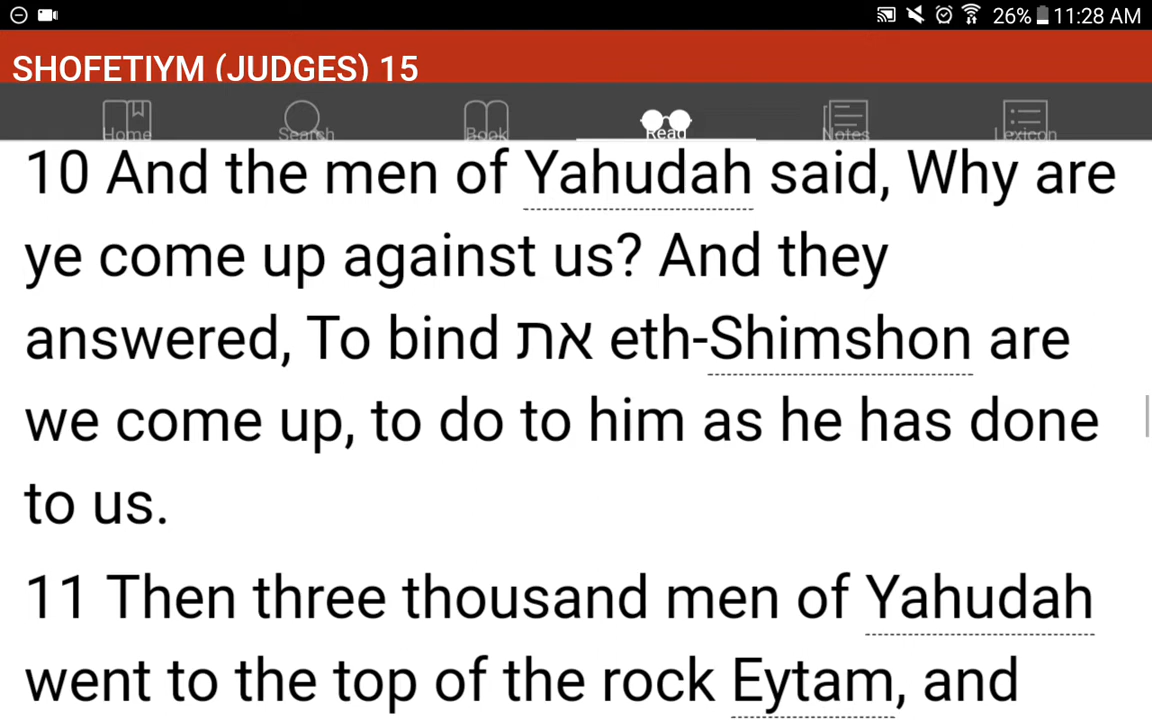 26% 11:28 AM
SHOFETIYM (JUDGES) 15
Home Search Book Read Notes Lexicon
10 And the men of Yahudah said, Why are
ye come up against us? And they
answered, To bind את eth-Shimshon are
we come up, to do to him as he has done
to us.
11 Then three thousand men of Yahudah
went to the top of the rock Eytam, and